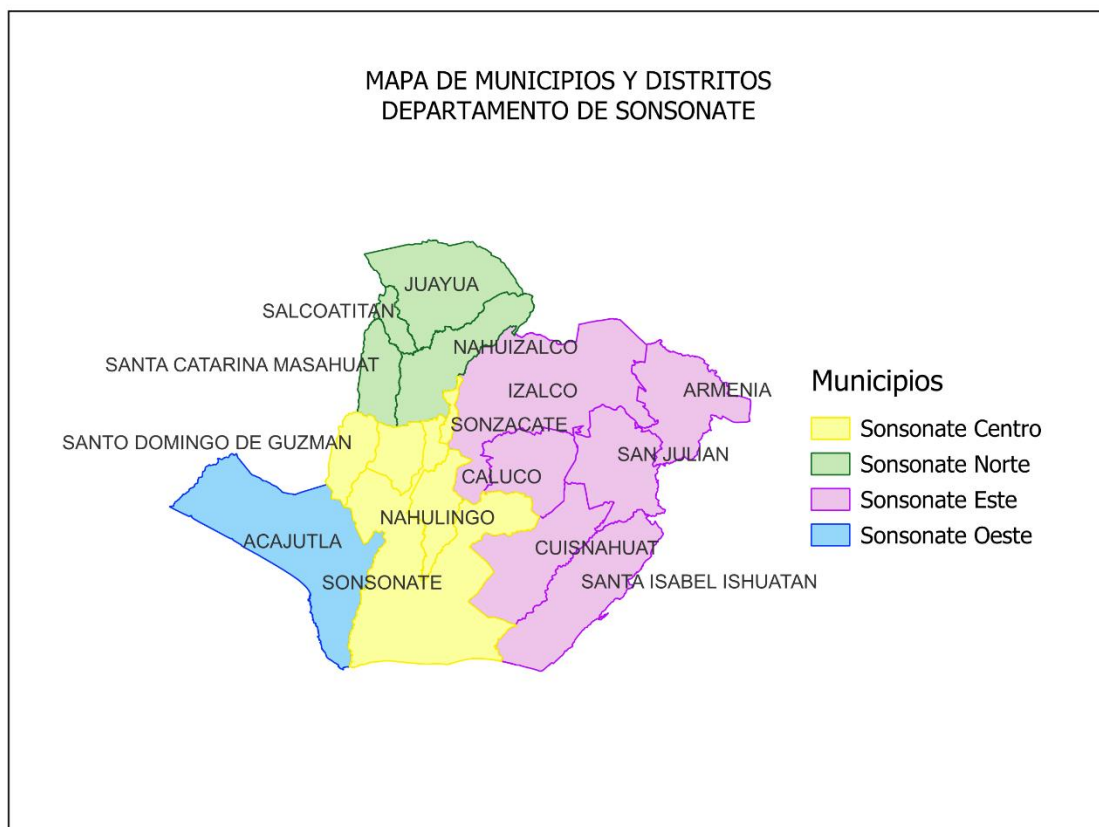 MAPA DE MUNICIPIOS Y DISTRITOS
DEPARTAMENTO DE SONSONATE
JUAYUA
SALCOATITAN
NAHUIZALCO
SANTA CATARINA MASAHUAT
IZALCO
ARMENIA
SONZACATE
SANTO DOMINGO DE GUZMAN
SAN JULIAN
CALUCO
NAHULINGO
ACAJUTLA
CUISNAHUAT
SONSONATE
SANTA ISABEL ISHUATAN
Municipios
Sonsonate Centro
Sonsonate Norte
Sonsonate Este
Sonsonate Oeste